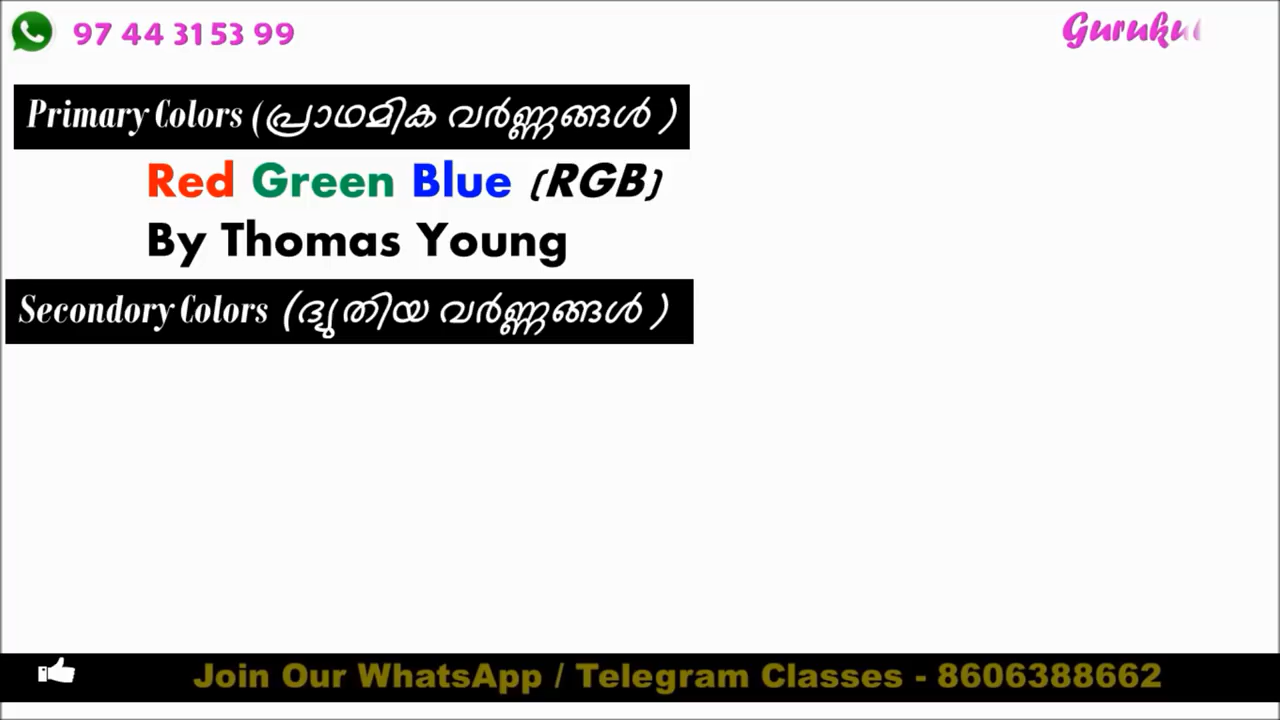 97 44 3153 99
Guruku
Primary Colors (പ്രാഥമിക വർണ്ണങ്ങൾ )
Red Green Blue (RGB)
By Thomas Young
Secondory Colors (ദ്യുതിയ വർണ്ണങ്ങൾ )
Join Our WhatsApp / Telegram Classes - 8606388662